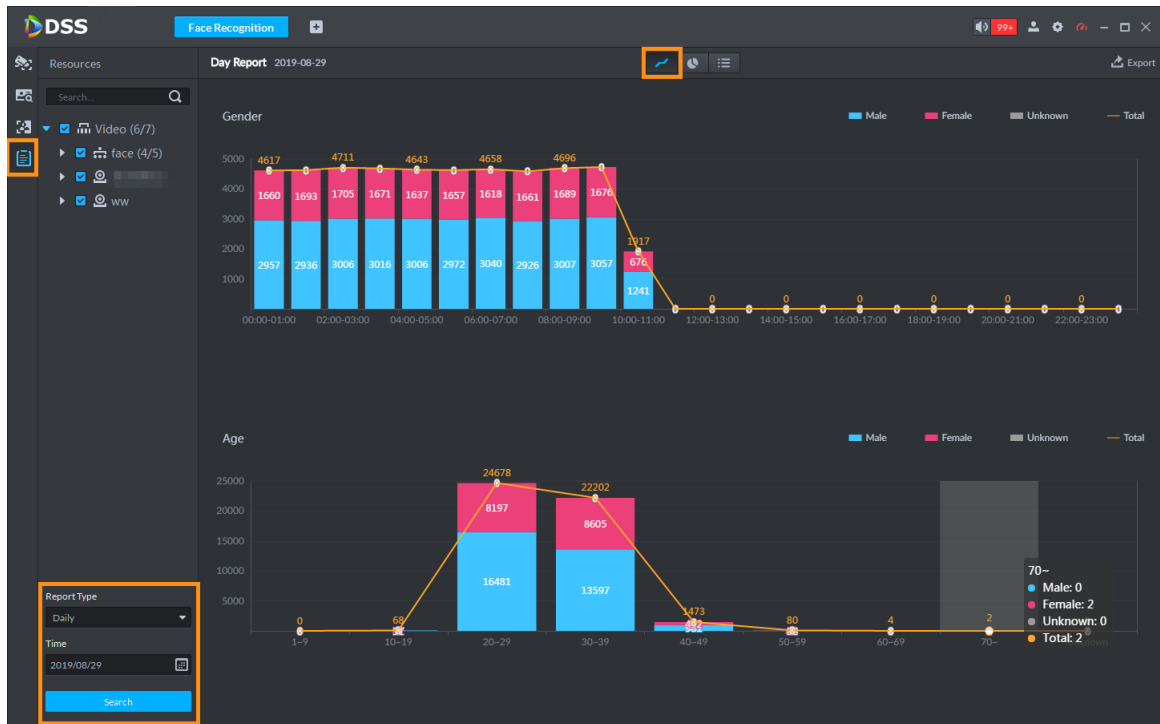 DSS
Face Recognition
99+
Resources
Day Report 2019-08-29
Export
Search...
Video (6/7)
face (4/5)
ww
Gender
Male Female Unknown Total
5000
4000
3000
2000
1000
4617 4711 4643 4658 4696 1917
1660 1693 1705 1671 1637 1657 1618 1661 1689 1676 676
2957 2936 3006 3016 3006 2972 3040 2926 3007 3057 1241
0 0 0 0 0 0
00:00-01:00 02:00-03:00 04:00-05:00 06:00-07:00 08:00-09:00 10:00-11:00 12:00-13:00 14:00-15:00 16:00-17:00 18:00-19:00 20:00-21:00 22:00-23:00
Age
Male Female Unknown Total
25000
20000
15000
10000
5000
0 68 24678 22202 1473 80 4 2
8197 8605 492
16481 13597 981
1~9 10~19 20~29 30~39 40~49 50~59 60~69 70~ Unknown
70~
Male: 0
Female: 2
Unknown: 0
Total: 2
Report Type
Daily
Time
2019/08/29
Search